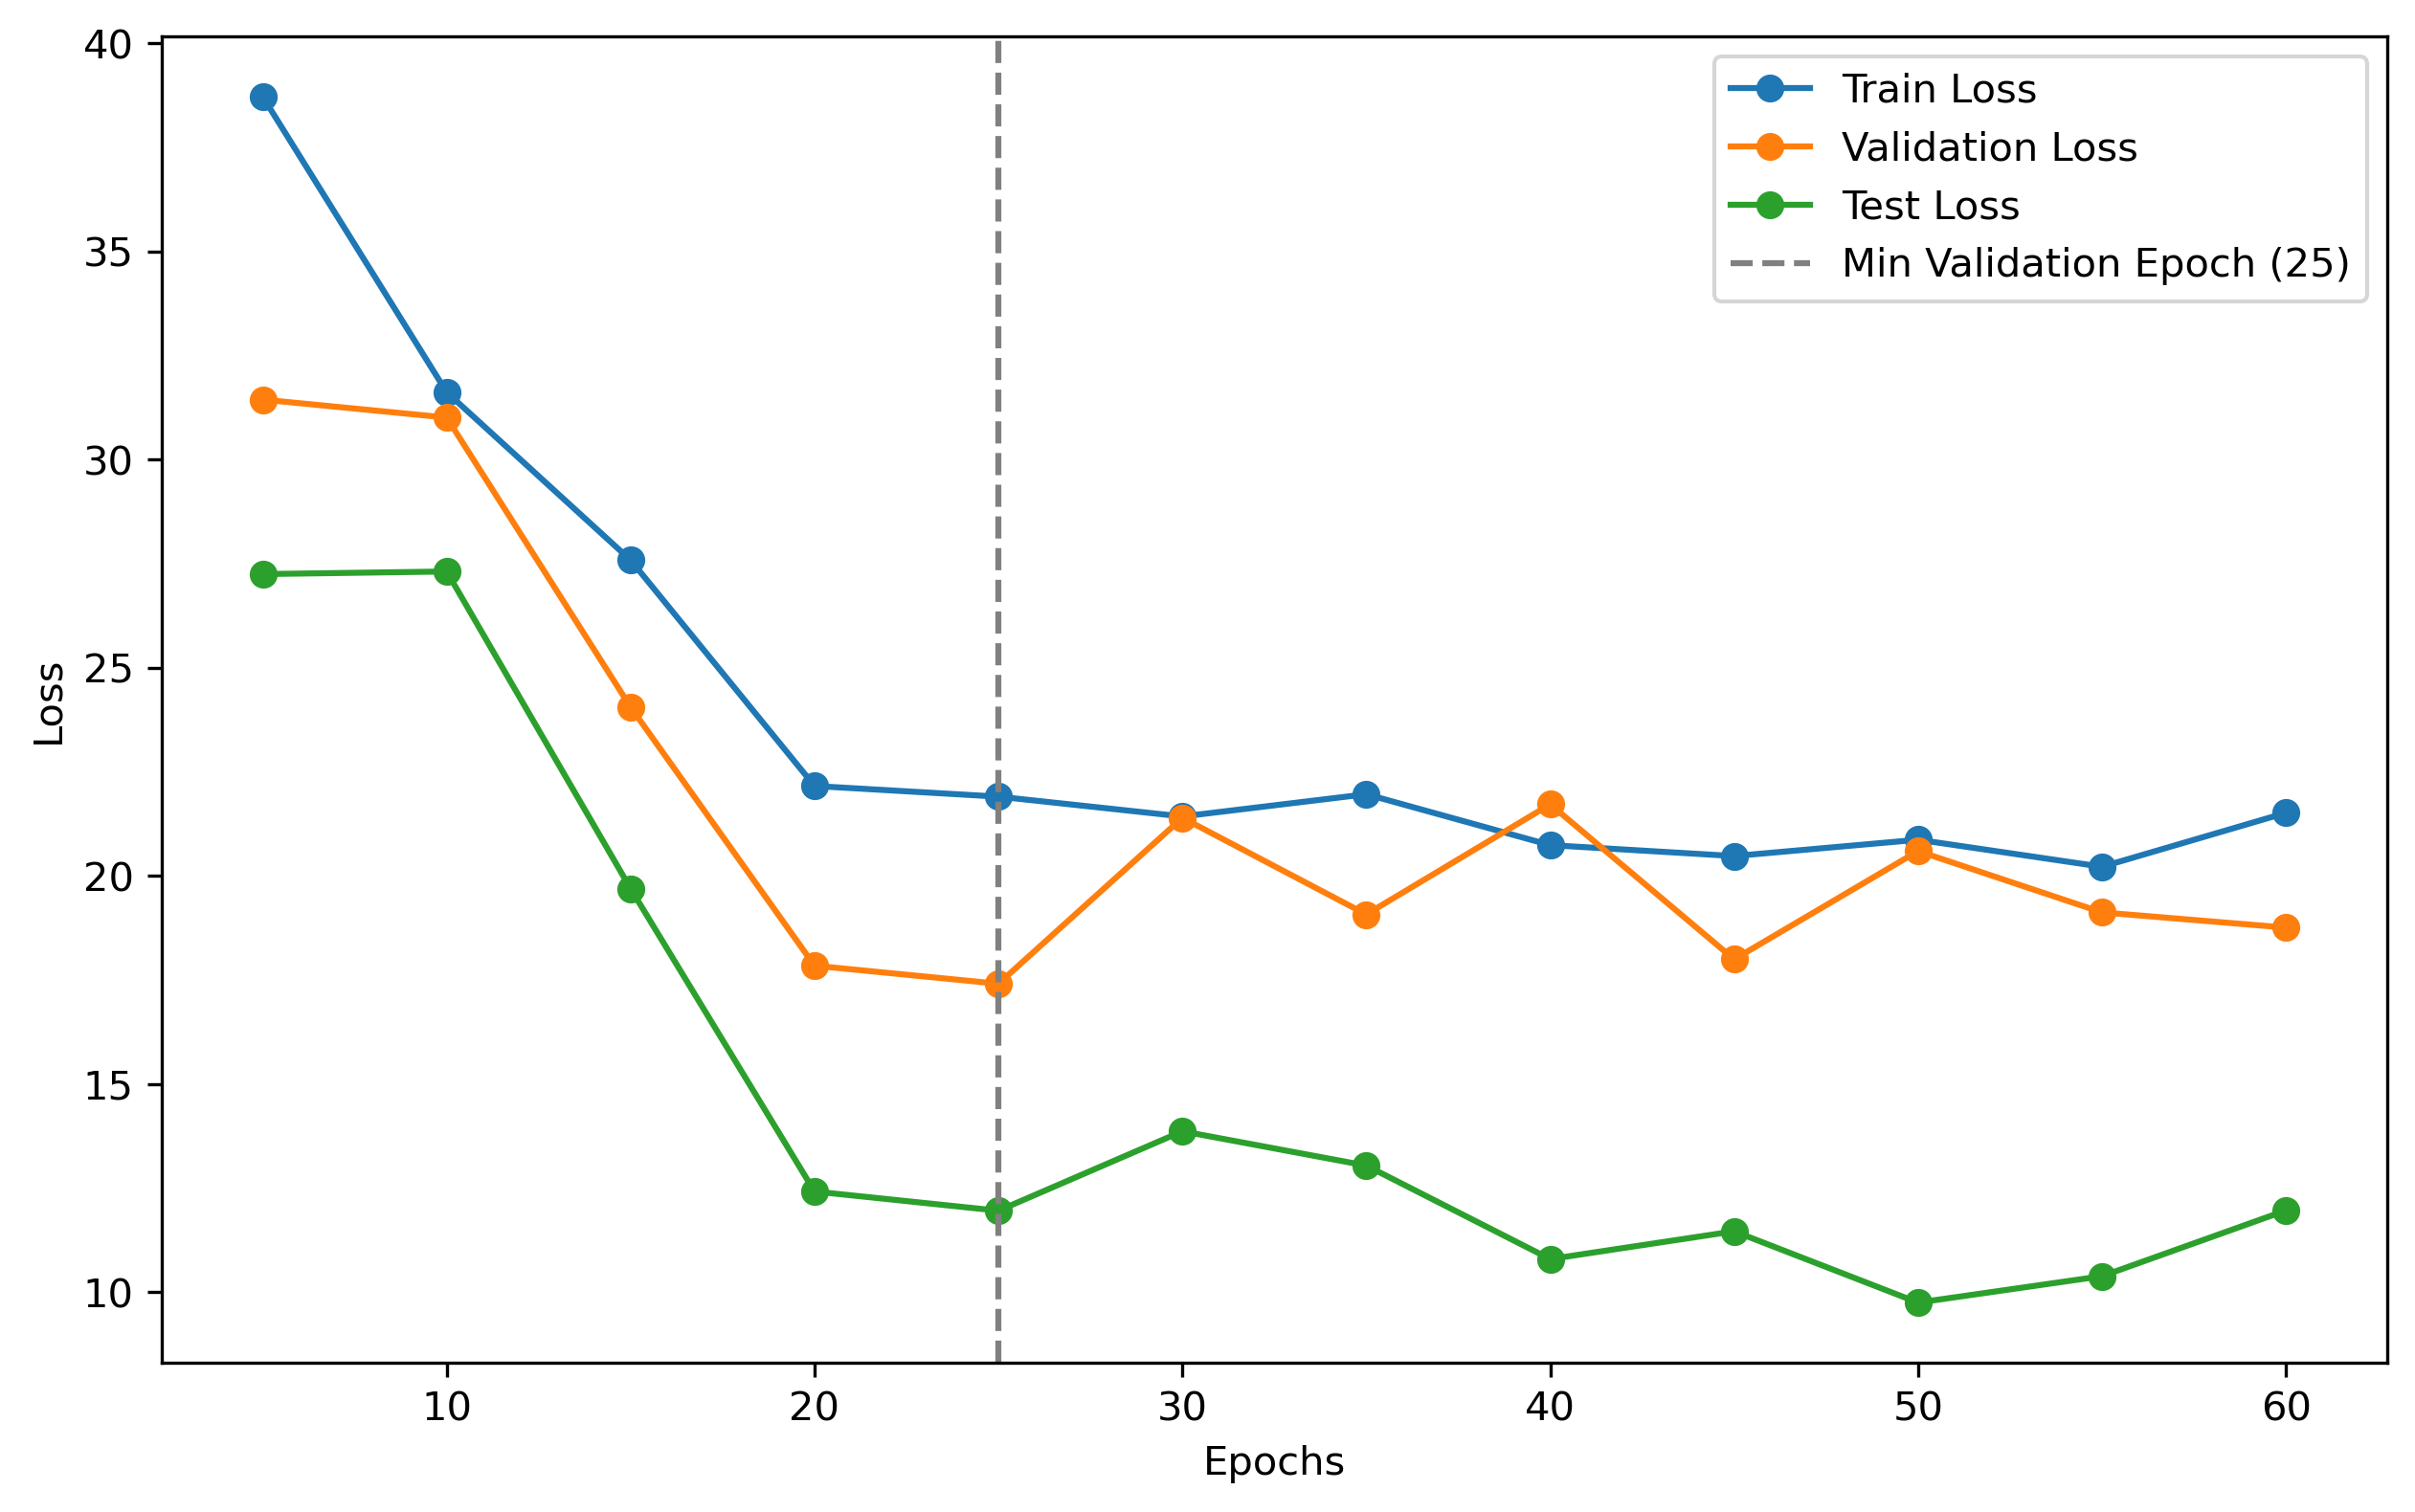 40
35
30
25
20
15
10
Loss
Train Loss
Validation Loss
Test Loss
Min Validation Epoch (25)
10 20 30 40 50 60
Epochs